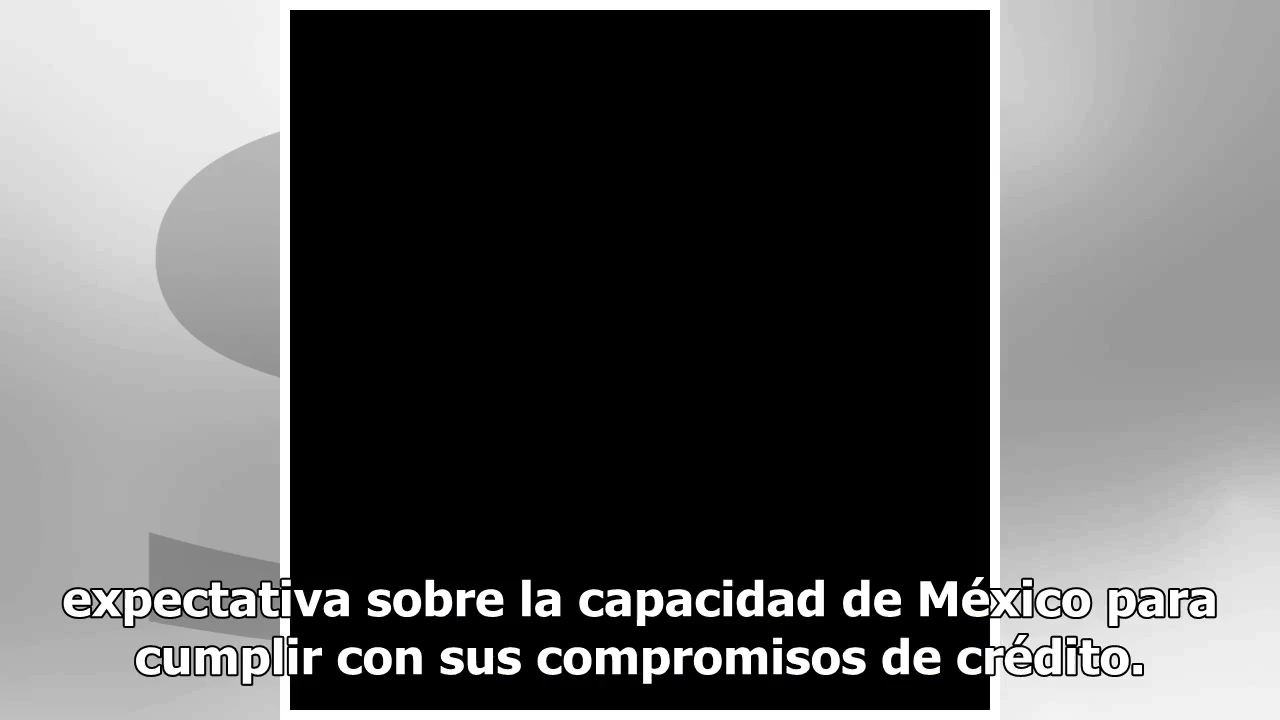 expectativa sobre la capacidad de México para
cumplir con sus compromisos de crédito.